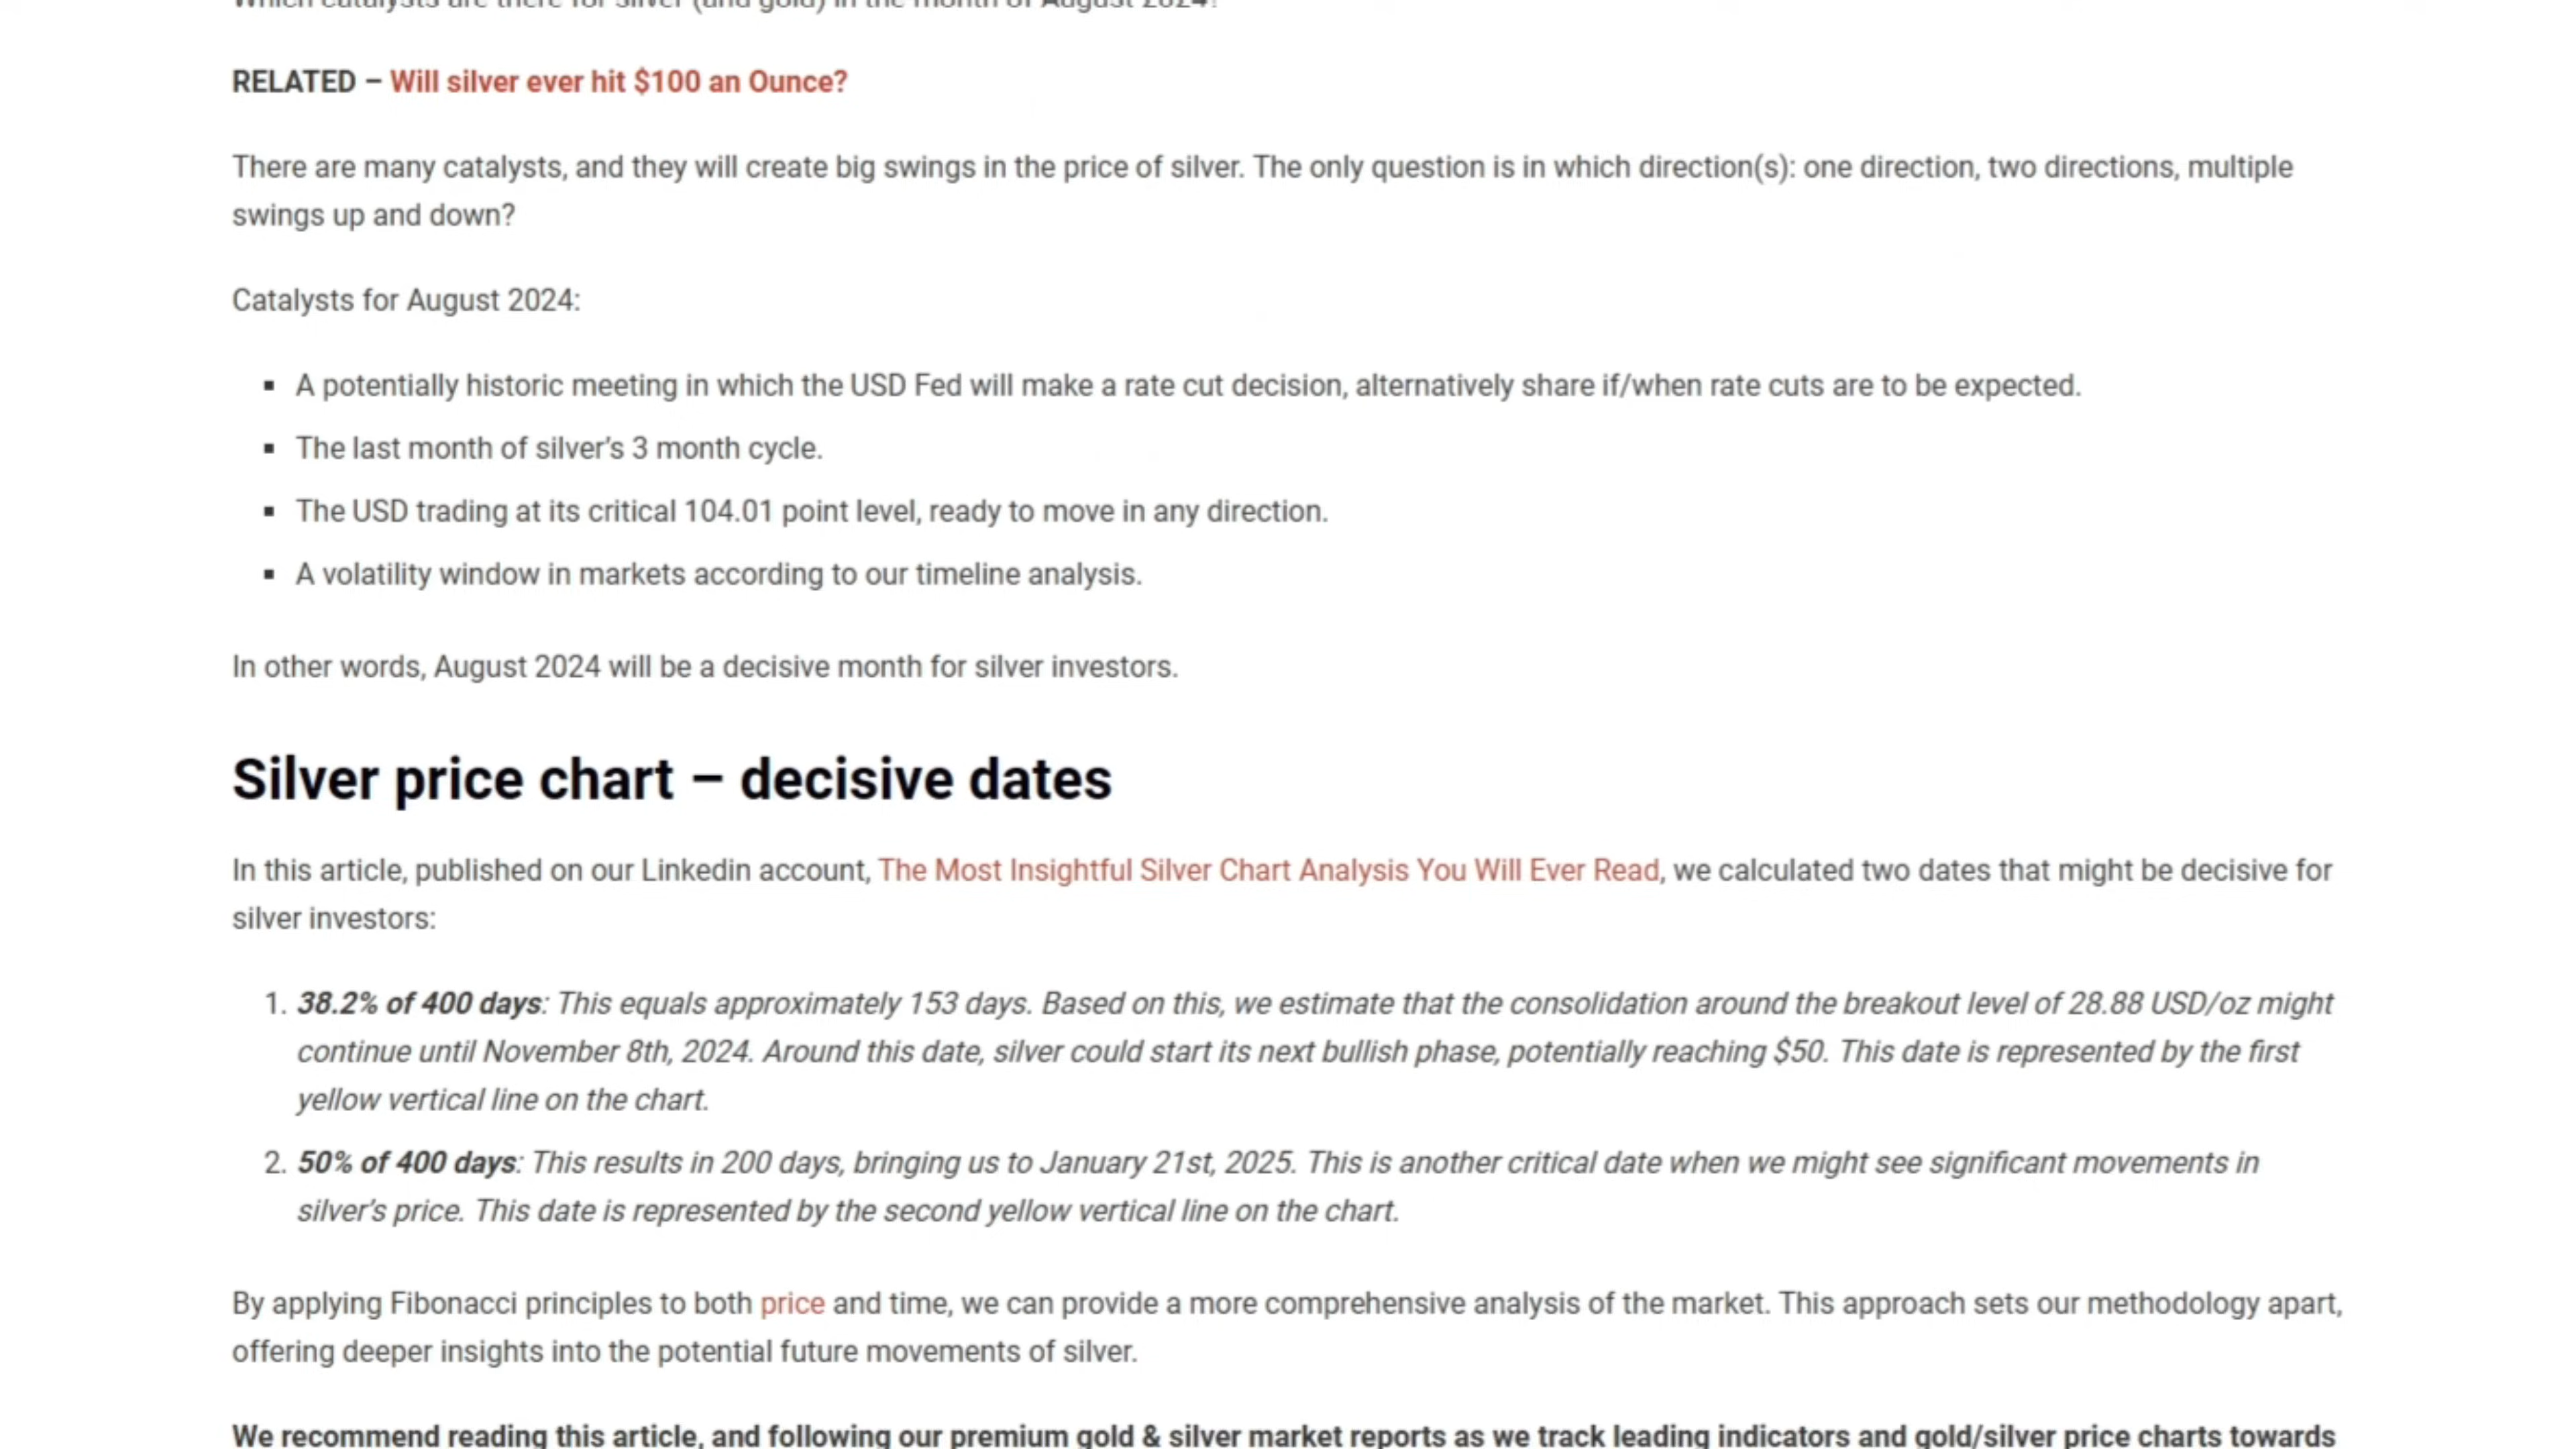 Which catalysts are there for silver (and gold) in the month of August 2024?
RELATED – Will silver ever hit $100 an Ounce?
There are many catalysts, and they will create big swings in the price of silver. The only question is in which direction(s): one direction, two directions, multiple
swings up and down?
Catalysts for August 2024:
▪ A potentially historic meeting in which the USD Fed will make a rate cut decision, alternatively share if/when rate cuts are to be expected.
▪ The last month of silver’s 3 month cycle.
▪ The USD trading at its critical 104.01 point level, ready to move in any direction.
▪ A volatility window in markets according to our timeline analysis.
In other words, August 2024 will be a decisive month for silver investors.
Silver price chart – decisive dates
In this article, published on our Linkedin account, The Most Insightful Silver Chart Analysis You Will Ever Read, we calculated two dates that might be decisive for
silver investors:
1. 38.2% of 400 days: This equals approximately 153 days. Based on this, we estimate that the consolidation around the breakout level of 28.88 USD/oz might
continue until November 8th, 2024. Around this date, silver could start its next bullish phase, potentially reaching $50. This date is represented by the first
yellow vertical line on the chart.
2. 50% of 400 days: This results in 200 days, bringing us to January 21st, 2025. This is another critical date when we might see significant movements in
silver’s price. This date is represented by the second yellow vertical line on the chart.
By applying Fibonacci principles to both price and time, we can provide a more comprehensive analysis of the market. This approach sets our methodology apart,
offering deeper insights into the potential future movements of silver.
We recommend reading this article, and following our premium gold & silver market reports as we track leading indicators and gold/silver price charts towards